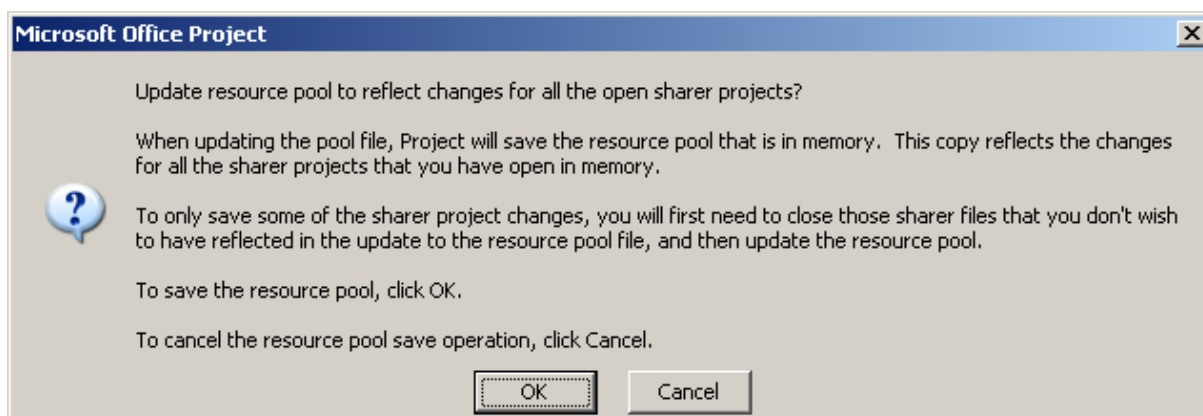 Microsoft Office Project
Update resource pool to reflect changes for all the open sharer projects?
When updating the pool file, Project will save the resource pool that is in memory.  This copy reflects the changes
for all the sharer projects that you have open in memory.
To only save some of the sharer project changes, you will first need to close those sharer files that you don't wish
to have reflected in the update to the resource pool file, and then update the resource pool.
To save the resource pool, click OK.
To cancel the resource pool save operation, click Cancel.
OK
Cancel